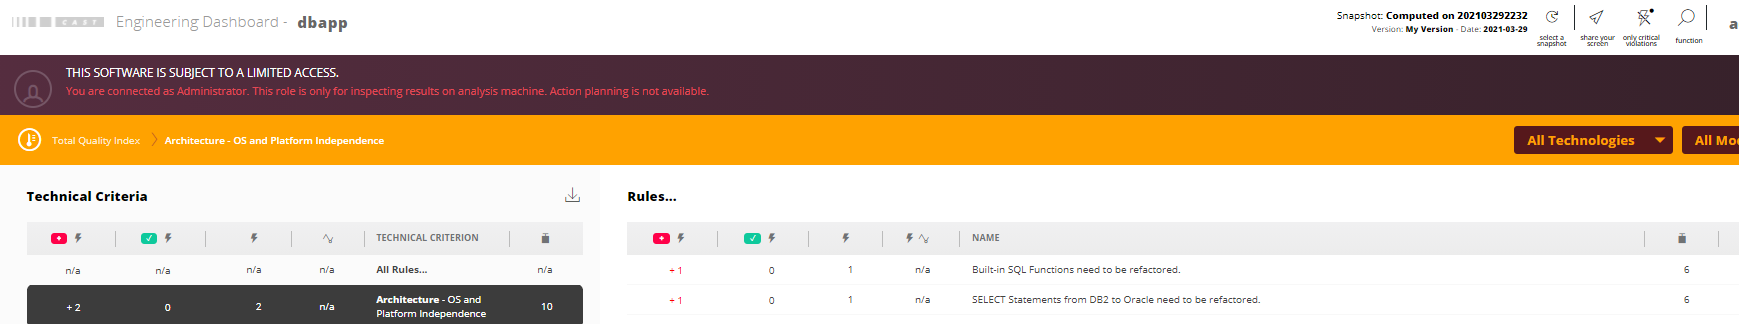 CAST Engineering Dashboard - dbapp
Snapshot: Computed on 202103292232
Version: My Version - Date: 2021-03-29
select a
snapshot
share your
screen
only critical
violations
function
a
THIS SOFTWARE IS SUBJECT TO A LIMITED ACCESS.
You are connected as Administrator. This role is only for inspecting results on analysis machine. Action planning is not available.
Total Quality Index > Architecture - OS and Platform Independence
All Technologies
All Mo
Technical Criteria
TECHNICAL CRITERION
n/a n/a n/a n/a All Rules... n/a
+ 2 0 2 n/a Architecture - OS and 10
Platform Independence
Rules...
NAME
+ 1 0 1 n/a Built-in SQL Functions need to be refactored. 6
+ 1 0 1 n/a SELECT Statements from DB2 to Oracle need to be refactored. 6